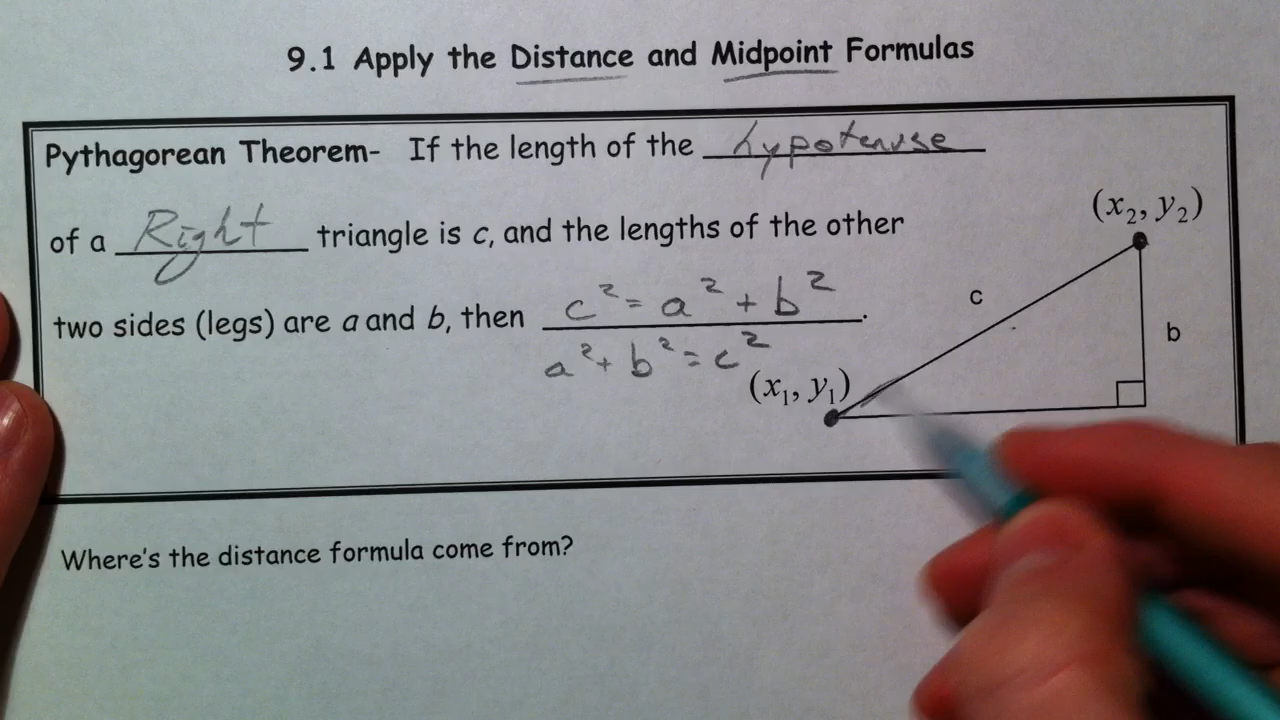 9.1 Apply the Distance and Midpoint Formulas
Pythagorean Theorem- If the length of the hypotenuse
of a Right triangle is c, and the lengths of the other
two sides (legs) are a and b, then c² = a² + b².
a² + b² = c²
(x₂, y₂)
c
b
(x₁, y₁)
Where's the distance formula come from?